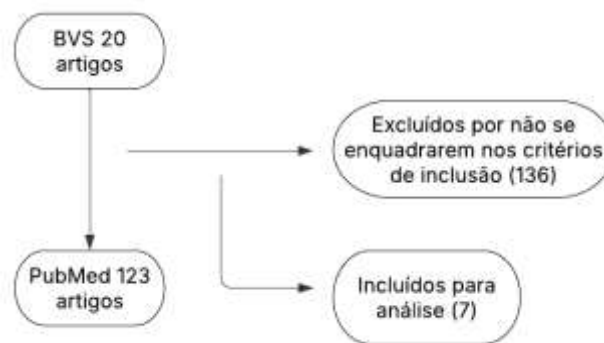 BVS 20
artigos
Excluídos por não se
enquadrarem nos critérios
de inclusão (136)
PubMed 123
artigos
Incluídos para
análise (7)